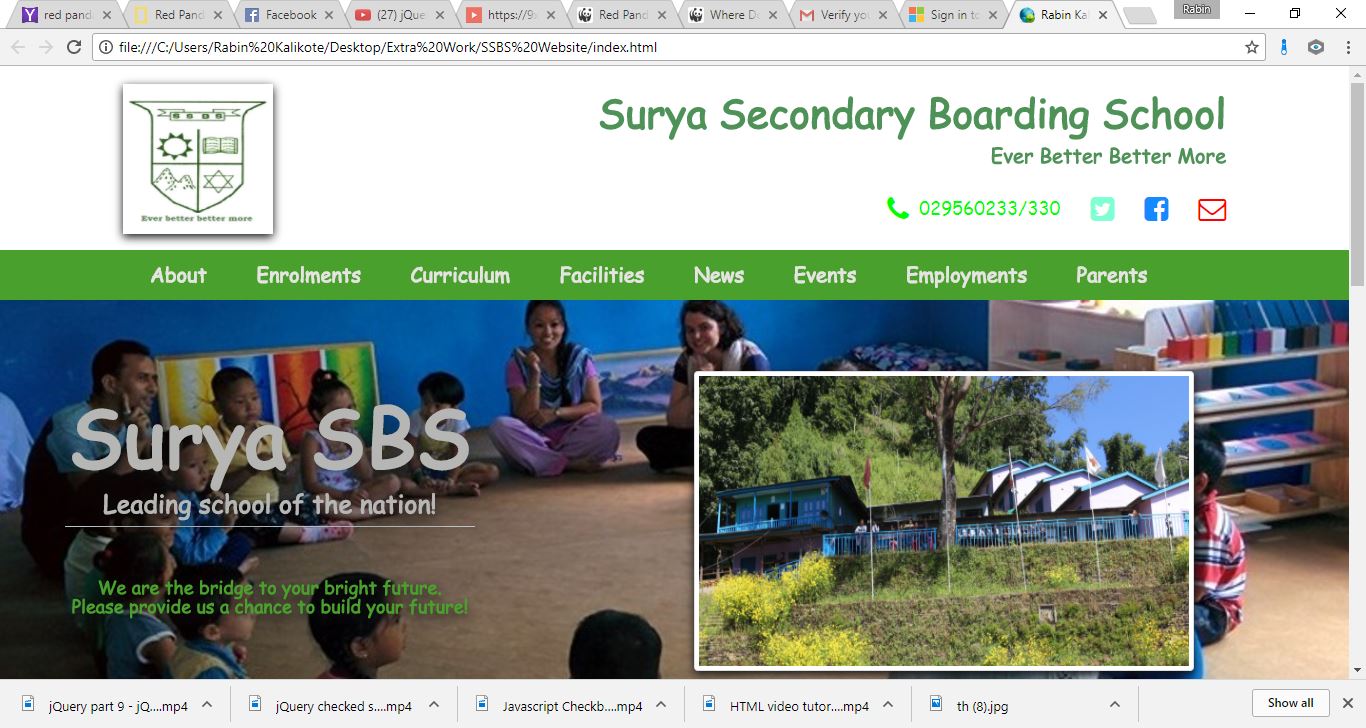 red pand
Red Pand
Facebook
(27) jQue
https://9x
Red Pand
Where D
Verify yo
Sign in to
Rabin Kal
Rabin
file:///C:/Users/Rabin%20Kalikote/Desktop/Extra%20Work/SSBS%20Website/index.html
S S B S
Ever better better more
Surya Secondary Boarding School
Ever Better Better More
029560233/330
About
Enrolments
Curriculum
Facilities
News
Events
Employments
Parents
Surya SBS
Leading school of the nation!
We are the bridge to your bright future.
Please provide us a chance to build your future!
jQuery part 9 - jQ....mp4
jQuery checked s....mp4
Javascript Checkb....mp4
HTML video tutor....mp4
th (8).jpg
Show all